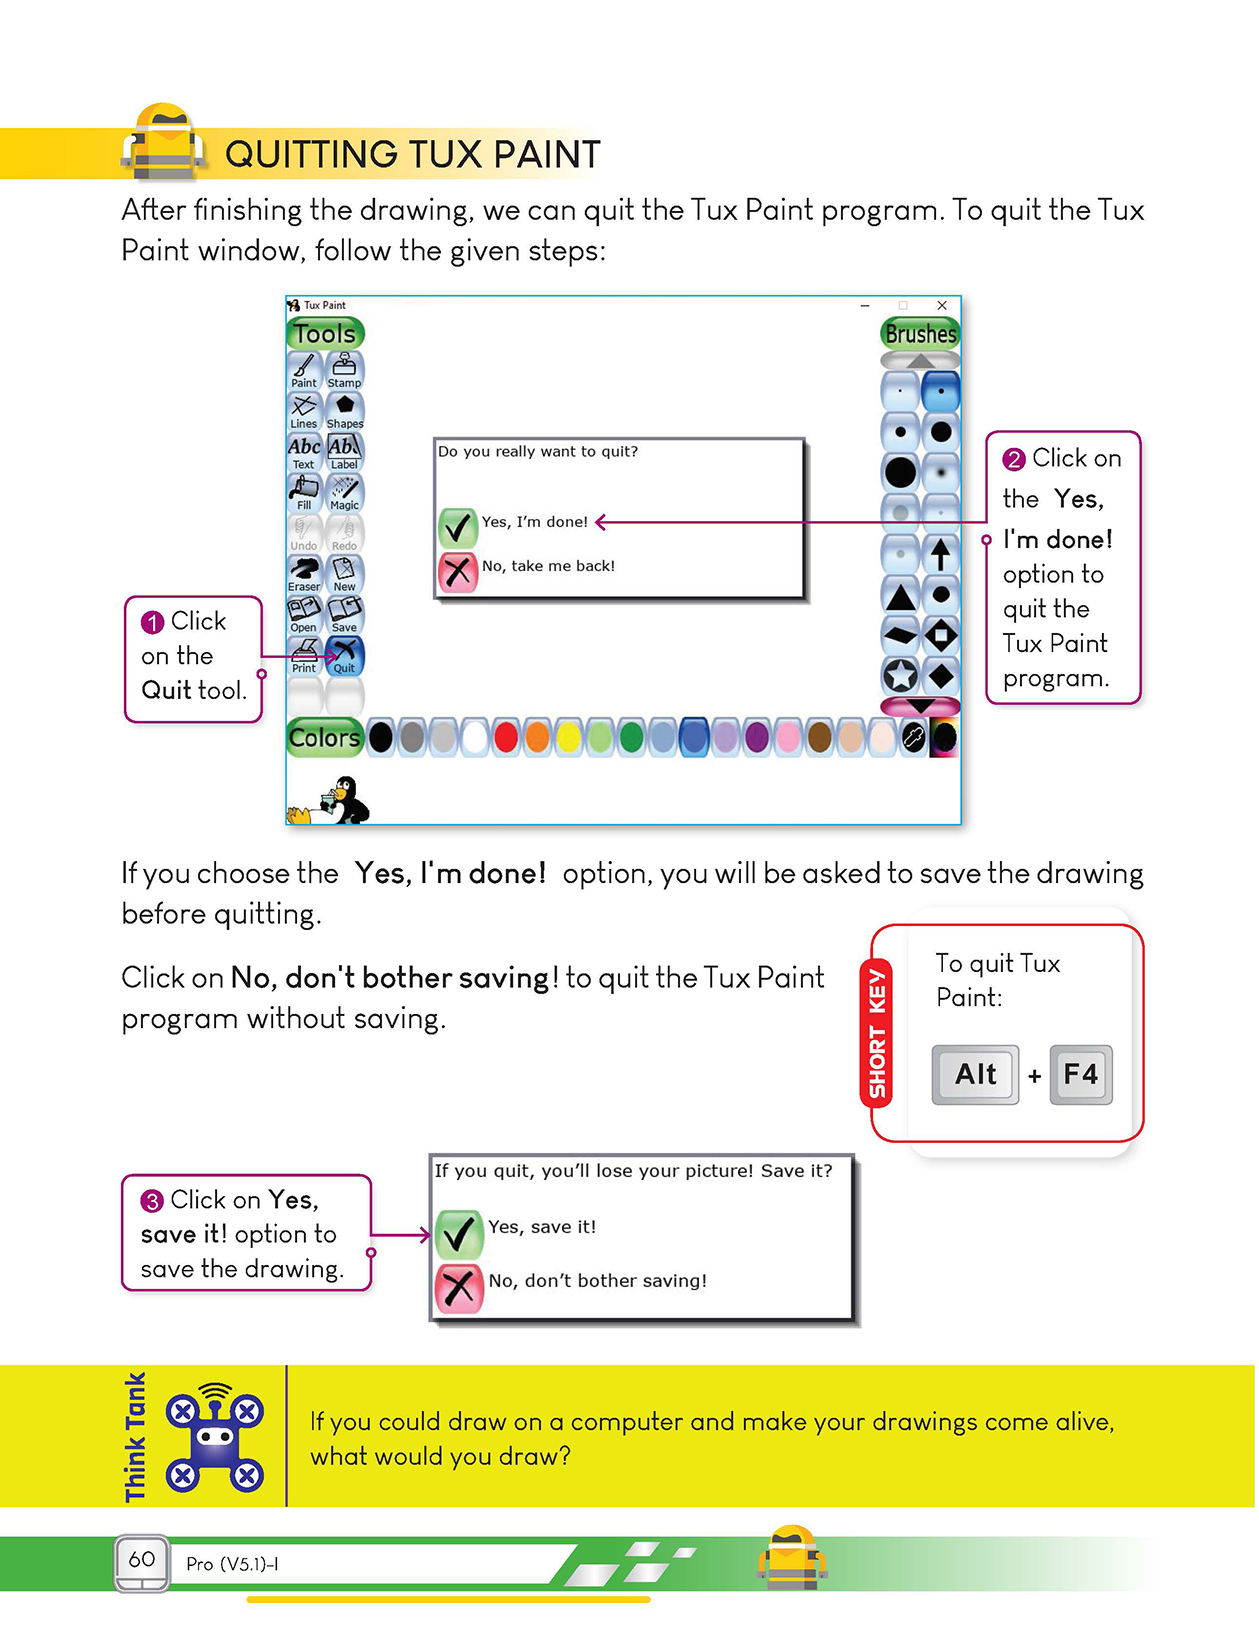 QUITTING TUX PAINT
After finishing the drawing, we can quit the Tux Paint program. To quit the Tux
Paint window, follow the given steps:
Tux Paint
Tools
Brushes
Paint Stamp
Lines Shapes
Abc Abc
Text Label
Fill Magic
Undo Redo
Eraser New
Open Save
Print Quit
Colors
Do you really want to quit?
Yes, I'm done!
No, take me back!
1 Click
on the
Quit tool.
2 Click on
the Yes,
I'm done!
option to
quit the
Tux Paint
program.
If you choose the Yes, I'm done! option, you will be asked to save the drawing
before quitting.
Click on No, don't bother saving! to quit the Tux Paint
program without saving.
SHORT KEY
To quit Tux
Paint:
Alt + F4
3 Click on Yes,
save it! option to
save the drawing.
If you quit, you'll lose your picture! Save it?
Yes, save it!
No, don't bother saving!
Think Tank
If you could draw on a computer and make your drawings come alive,
what would you draw?
60
Pro (V5.1)-I